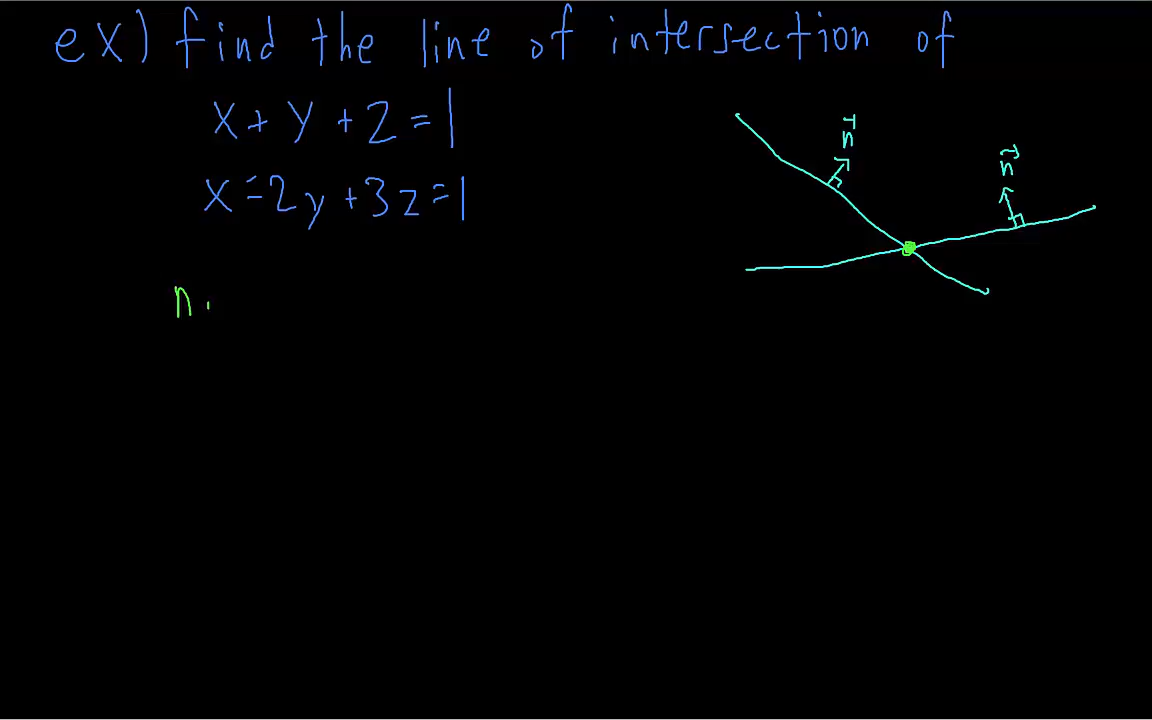 ex) find the line of intersection of
x + y + z = 1
x - 2y + 3z = 1
n⃗
n⃗
n.